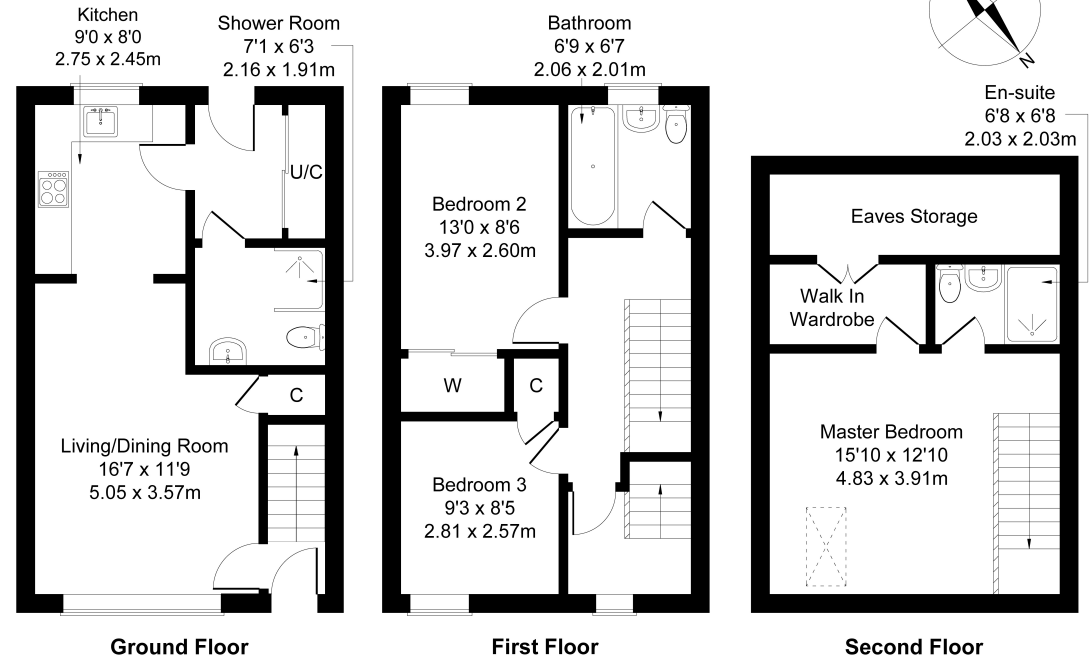 Kitchen
9'0 x 8'0
2.75 x 2.45m
Shower Room
7'1 x 6'3
2.16 x 1.91m
U/C
C
Living/Dining Room
16'7 x 11'9
5.05 x 3.57m
Ground Floor
Bathroom
6'9 x 6'7
2.06 x 2.01m
Bedroom 2
13'0 x 8'6
3.97 x 2.60m
W
C
Bedroom 3
9'3 x 8'5
2.81 x 2.57m
First Floor
N
En-suite
6'8 x 6'8
2.03 x 2.03m
Eaves Storage
Walk In
Wardrobe
Master Bedroom
15'10 x 12'10
4.83 x 3.91m
Second Floor